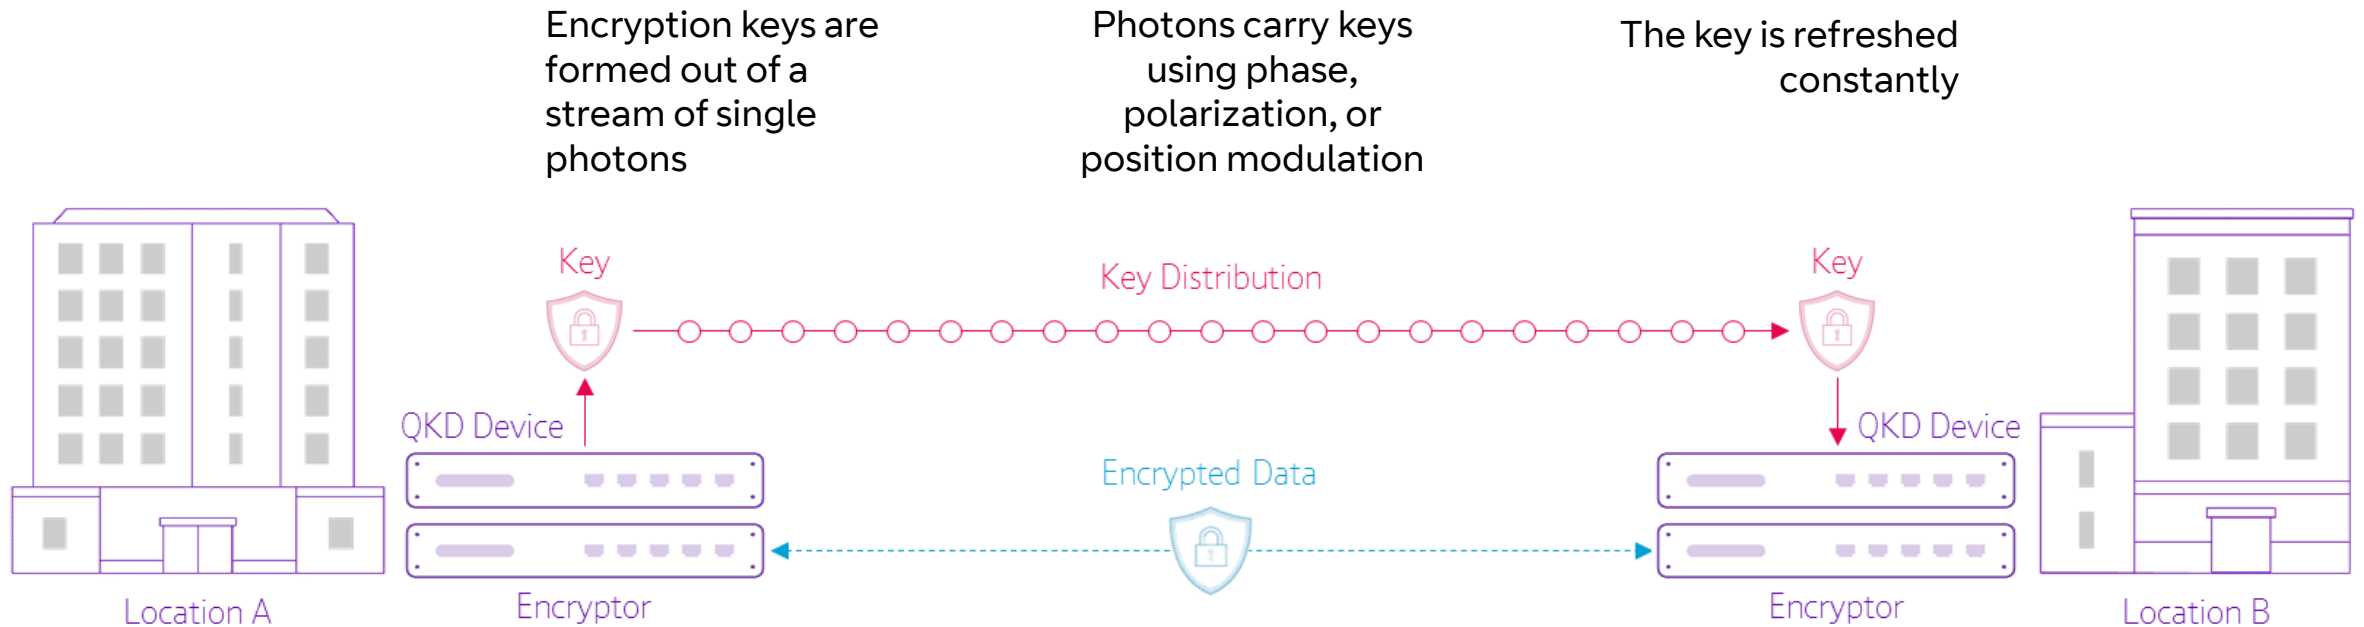 Encryption keys are
formed out of a
stream of single
photons
Photons carry keys
using phase,
polarization, or
position modulation
The key is refreshed
constantly
Key
Key Distribution
Key
QKD Device
QKD Device
Encrypted Data
Location A
Encryptor
Encryptor
Location B